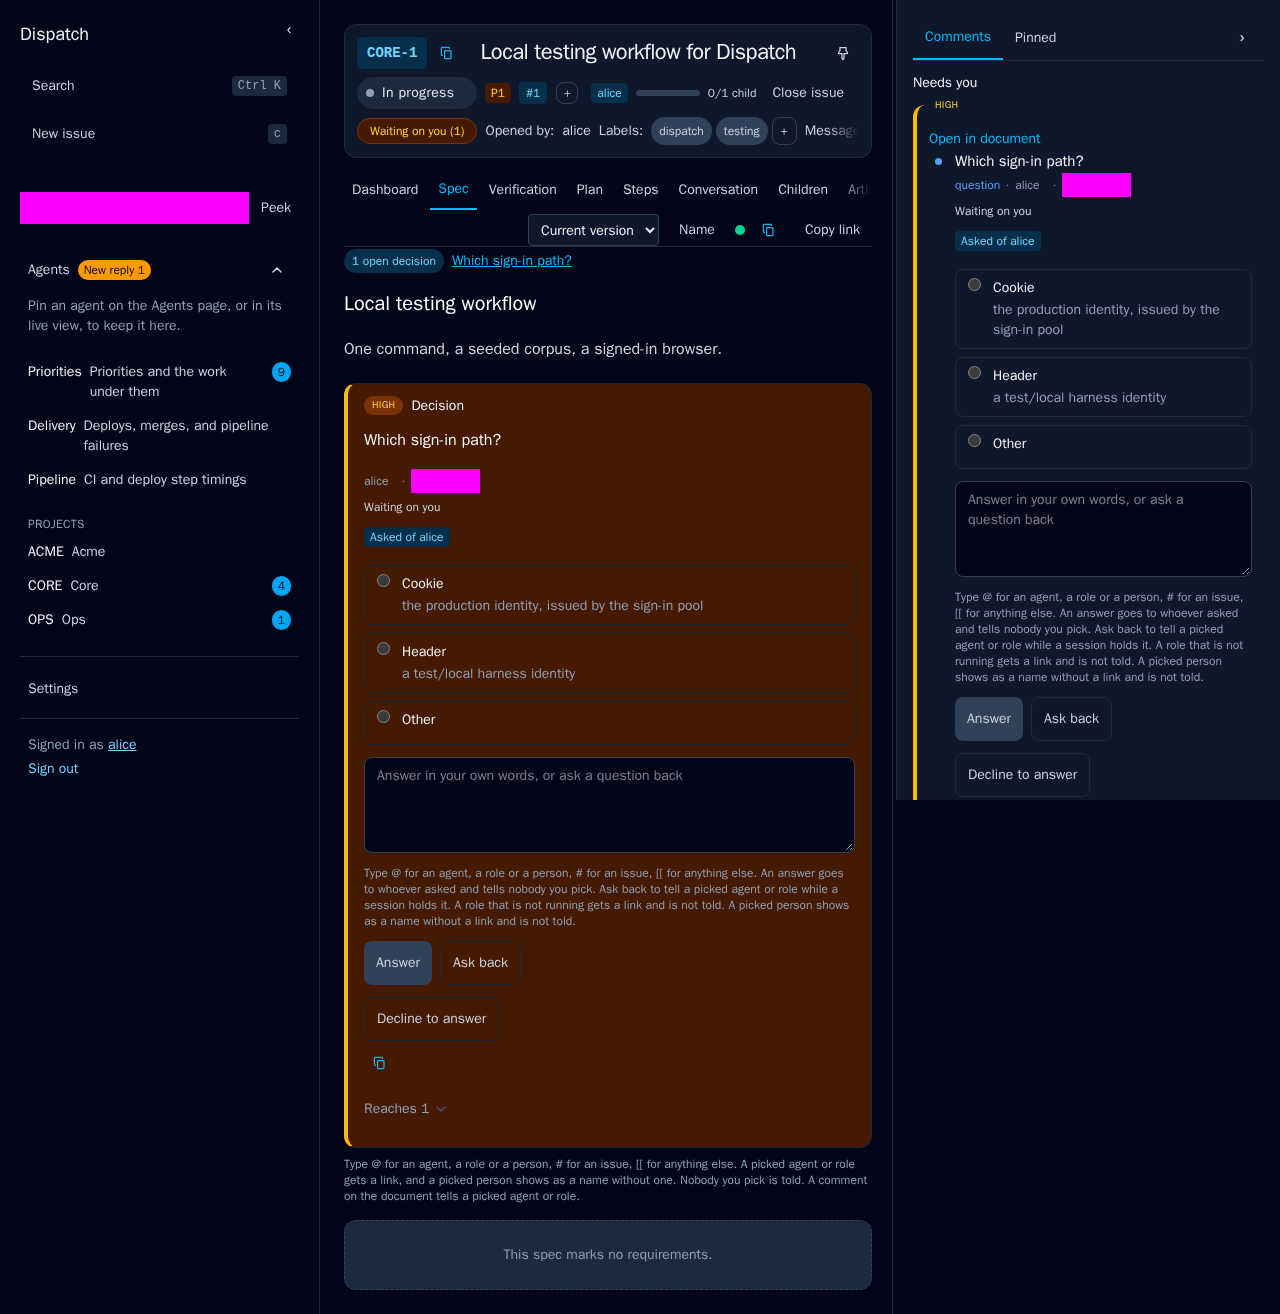 Dispatch
Search
Ctrl K
New issue
C
Peek
Agents
New reply 1
Pin an agent on the Agents page, or in its
live view, to keep it here.
Priorities
Priorities and the work
under them
9
Delivery
Deploys, merges, and pipeline
failures
Pipeline
CI and deploy step timings
PROJECTS
ACME Acme
CORE Core
4
OPS Ops
1
Settings
Signed in as alice
Sign out
CORE-1
Local testing workflow for Dispatch
In progress
P1
#1
+
alice
0/1 child
Close issue
Waiting on you (1)
Opened by: alice
Labels:
dispatch
testing
+
Message
Dashboard
Spec
Verification
Plan
Steps
Conversation
Children
Current version
Name
Copy link
1 open decision
Which sign-in path?
Local testing workflow
One command, a seeded corpus, a signed-in browser.
HIGH
Decision
Which sign-in path?
alice ·
Waiting on you
Asked of alice
Cookie
the production identity, issued by the sign-in pool
Header
a test/local harness identity
Other
Answer in your own words, or ask a question back
Type @ for an agent, a role or a person, # for an issue, [[ for anything else. An answer goes
to whoever asked and tells nobody you pick. Ask back to tell a picked agent or role while a
session holds it. A role that is not running gets a link and is not told. A picked person shows
as a name without a link and is not told.
Answer
Ask back
Decline to answer
Reaches 1
Type @ for an agent, a role or a person, # for an issue, [[ for anything else. A picked agent or role
gets a link, and a picked person shows as a name without one. Nobody you pick is told. A comment
on the document tells a picked agent or role.
This spec marks no requirements.
Comments
Pinned
Needs you
HIGH
Open in document
Which sign-in path?
question · alice ·
Waiting on you
Asked of alice
Cookie
the production identity, issued by the
sign-in pool
Header
a test/local harness identity
Other
Answer in your own words, or ask a
question back
Type @ for an agent, a role or a person, # for an issue,
[[ for anything else. An answer goes to whoever asked
and tells nobody you pick. Ask back to tell a picked
agent or role while a session holds it. A role that is not
running gets a link and is not told. A picked person
shows as a name without a link and is not told.
Answer
Ask back
Decline to answer